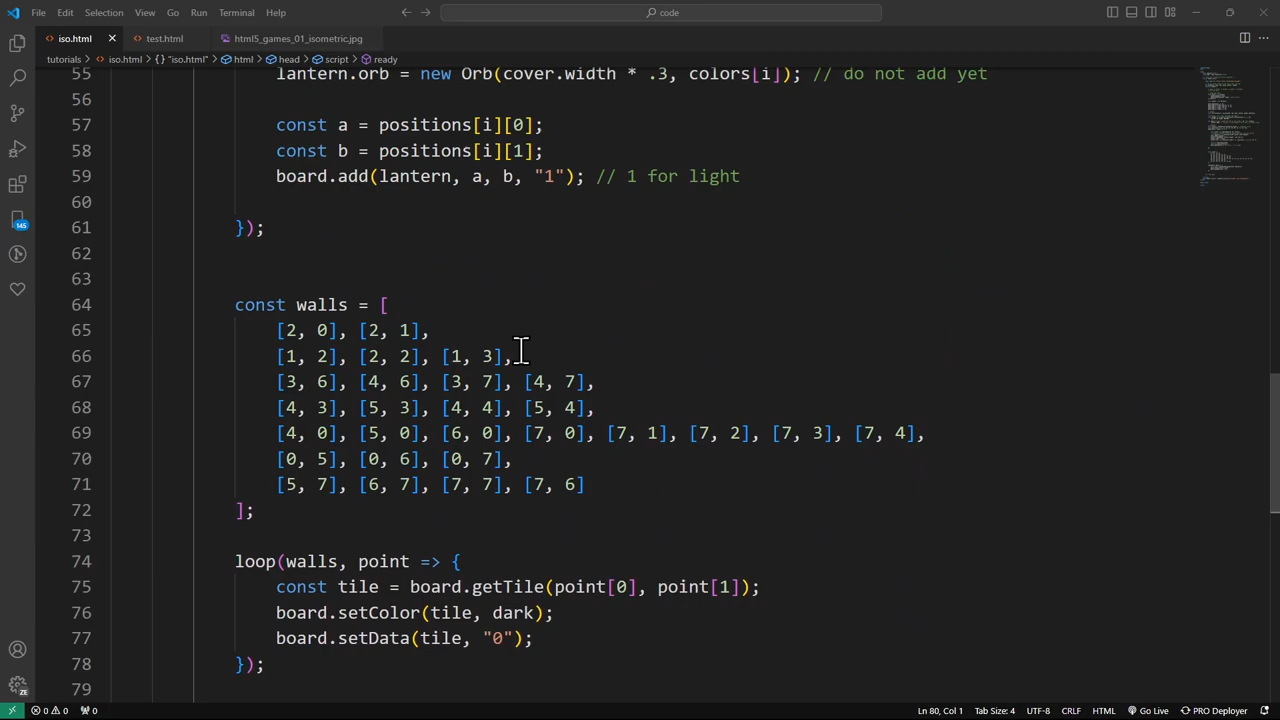 File Edit Selection View Go Run Terminal Help
code
iso.html
test.html
html5_games_01_isometric.jpg
tutorials > iso.html > "iso.html" > html > head > script > ready
55 lantern.orb = new Orb(cover.width * .3, colors[i]); // do not add yet
56
57 const a = positions[i][0];
58 const b = positions[i][1];
59 board.add(lantern, a, b, "1"); // 1 for light
60
61 });
62
63
64 const walls = [
65 [2, 0], [2, 1],
66 [1, 2], [2, 2], [1, 3],
67 [3, 6], [4, 6], [3, 7], [4, 7],
68 [4, 3], [5, 3], [4, 4], [5, 4],
69 [4, 0], [5, 0], [6, 0], [7, 0], [7, 1], [7, 2], [7, 3], [7, 4],
70 [0, 5], [0, 6], [0, 7],
71 [5, 7], [6, 7], [7, 7], [7, 6]
72 ];
73
74 loop(walls, point => {
75 const tile = board.getTile(point[0], point[1]);
76 board.setColor(tile, dark);
77 board.setData(tile, "0");
78 });
79
145
ZE
0 0 0 Ln 80, Col 1 Tab Size: 4 UTF-8 CRLF HTML Go Live PRO Deployer